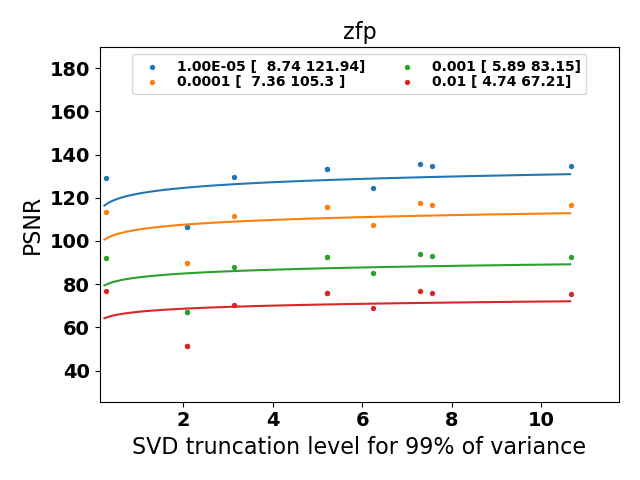 zfp
1.00E-05 [  8.74 121.94]
0.0001 [  7.36 105.3 ]
0.001 [ 5.89 83.15]
0.01 [ 4.74 67.21]
180
160
140
120
100
80
60
40
PSNR
2 4 6 8 10
SVD truncation level for 99% of variance